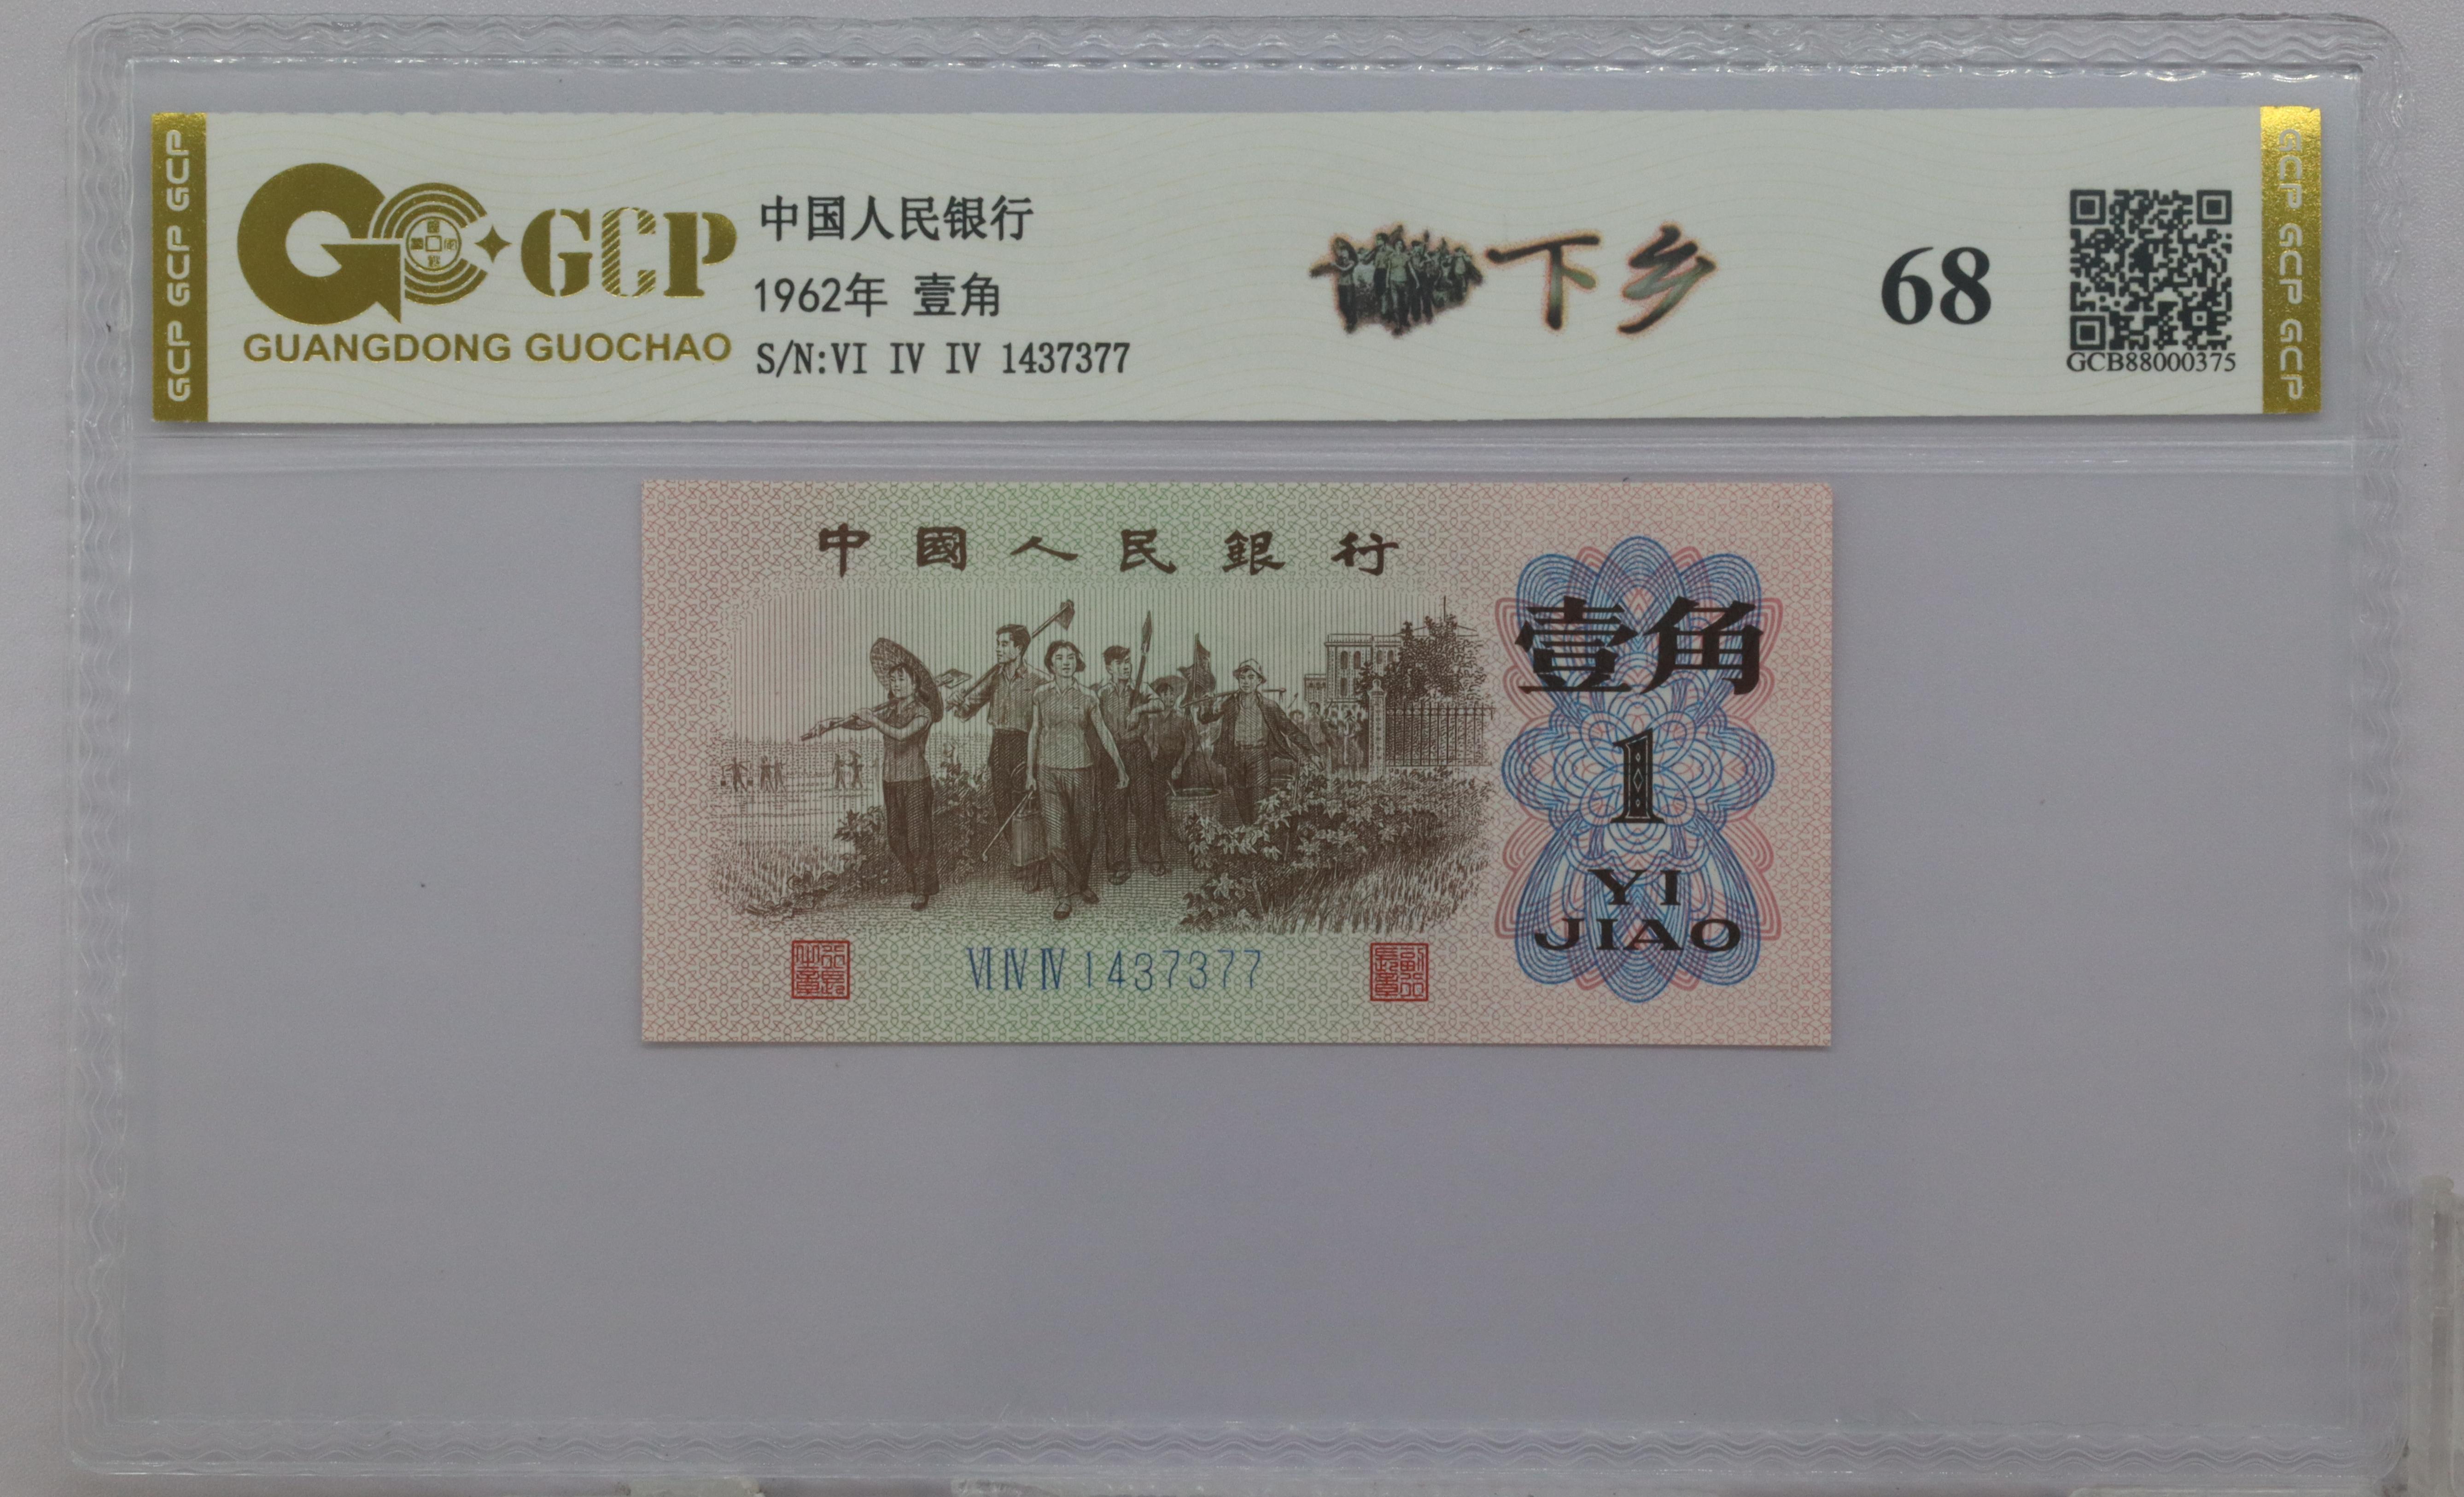 GCP GCP GCP
GCP
GUANGDONG GUOCHAO
中国人民银行
1962年 壹角
S/N:VI IV IV 1437377
下乡
68
GCB88000375
GCP GCP GCP
中國人民銀行
壹角
1
YI
JIAO
VI IV IV 1437377